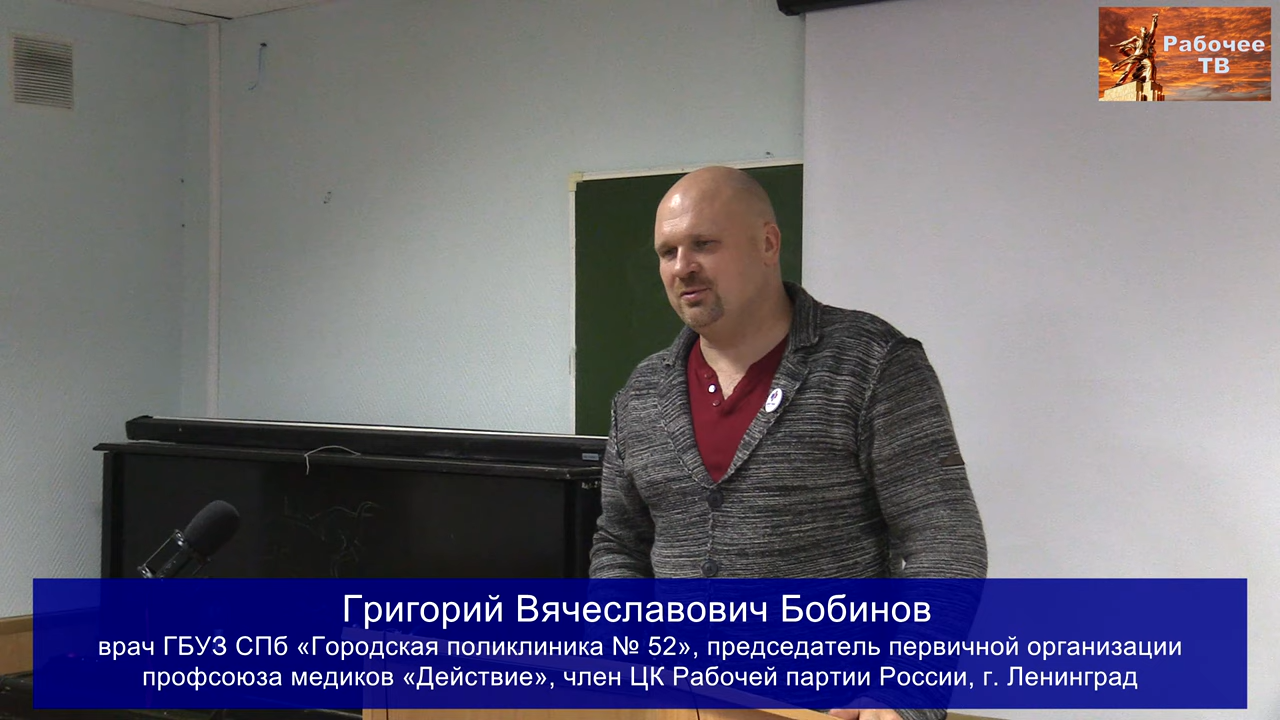 Рабочее
ТВ
Григорий Вячеславович Бобинов
врач ГБУЗ СПб «Городская поликлиника № 52», председатель первичной организации
профсоюза медиков «Действие», член ЦК Рабочей партии России, г. Ленинград